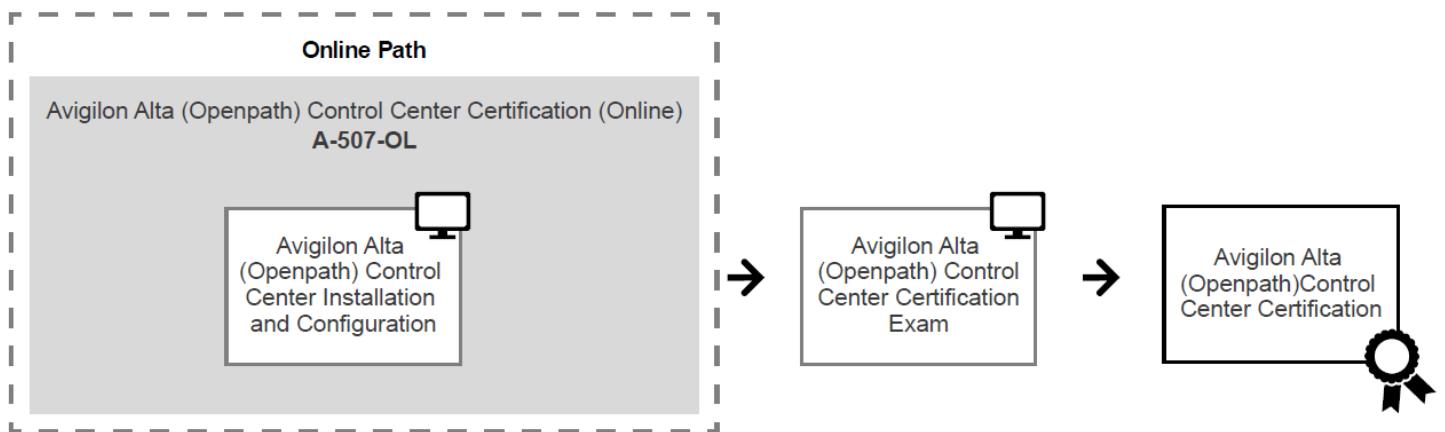 Online Path
Avigilon Alta (Openpath) Control Center Certification (Online)
A-507-OL
Avigilon Alta
(Openpath) Control
Center Installation
and Configuration
Avigilon Alta
(Openpath) Control
Center Certification
Exam
Avigilon Alta
(Openpath)Control
Center Certification